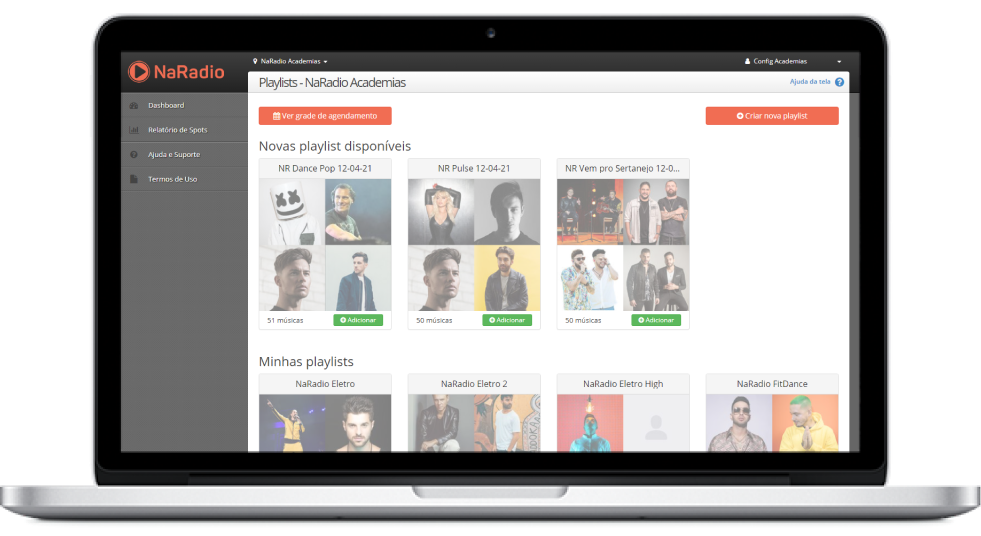 NaRadio
NaRadio Academias
Config Academias
Playlists - NaRadio Academias
Ajuda da tela
Dashboard
Relatório de Spots
Ajuda e Suporte
Termos de Uso
Ver grade de agendamento
Criar nova playlist
Novas playlist disponíveis
NR Dance Pop 12-04-21
NR Pulse 12-04-21
NR Vem pro Sertanejo 12-0...
51 músicas
Adicionar
50 músicas
Adicionar
50 músicas
Adicionar
Minhas playlists
NaRadio Eletro
NaRadio Eletro 2
NaRadio Eletro High
NaRadio FitDance